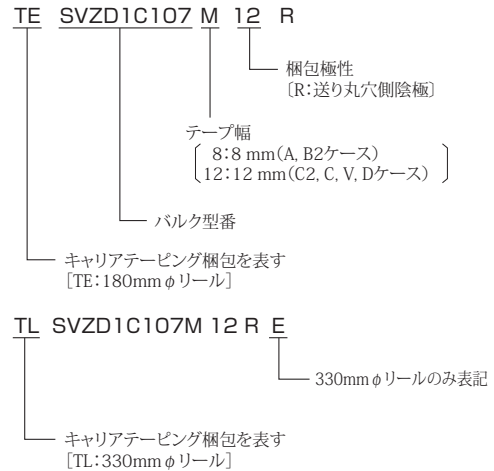 TE SVZD1C107 M 12 R
梱包極性
〔R:送り丸穴側陰極〕
テープ幅
8:8 mm(A, B2ケース)
12:12 mm(C2, C, V, Dケース)
バルク型番
キャリアテーピング梱包を表す
[TE:180mmφリール]
TL SVZD1C107M 12 R E
330mmφリールのみ表記
キャリアテーピング梱包を表す
[TL:330mmφリール]